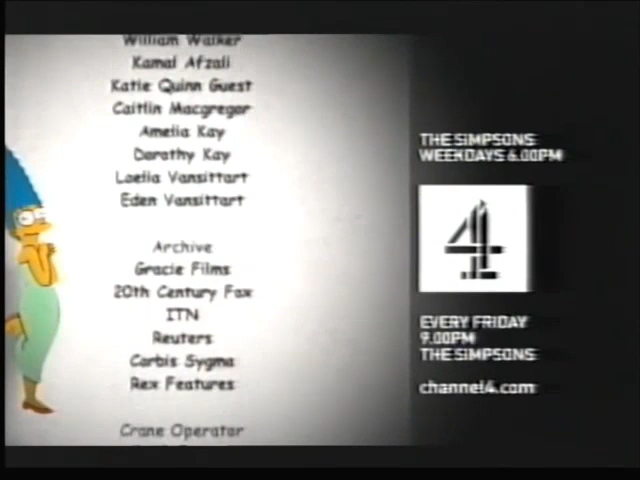 William Walker
Kamal Afzali
Katie Quinn Guest
Caitlin Macgregor
Amelia Kay
Dorathy Kay
Laelia Vansittart
Eden Vansittart
Archive
Gracie Films
20th Century Fox
ITN
Reuters
Corbis Sygma
Rex Features
Crane Operator
THE SIMPSONS
WEEKDAYS 6.00PM
4
EVERY FRIDAY
9.00PM
THE SIMPSONS
channel4.com